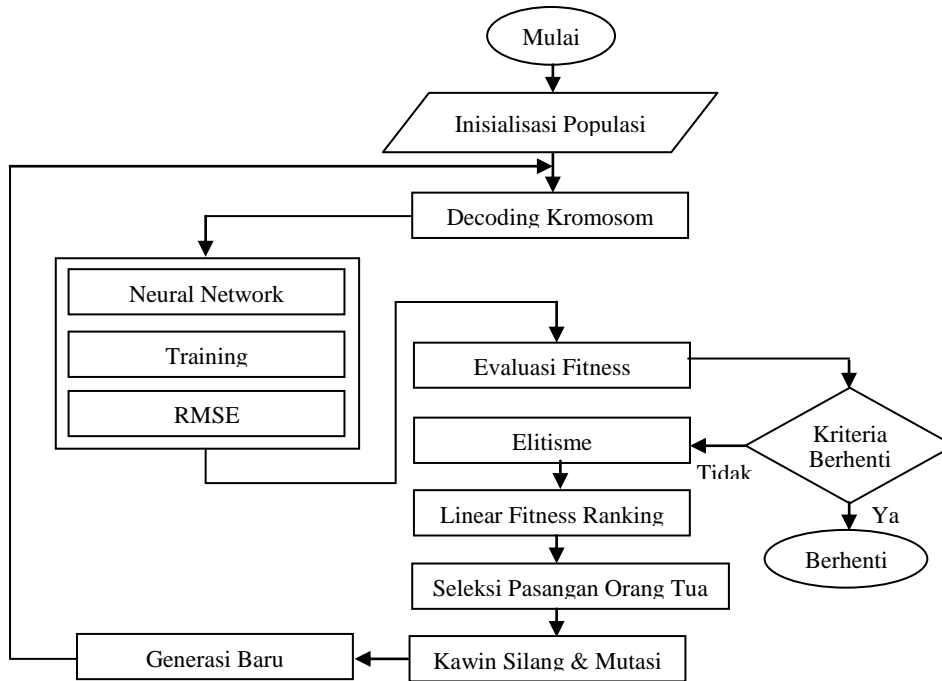 Mulai
Inisialisasi Populasi
Decoding Kromosom
Neural Network
Training
RMSE
Evaluasi Fitness
Kriteria
Berhenti
Elitisme
Tidak
Ya
Linear Fitness Ranking
Berhenti
Seleksi Pasangan Orang Tua
Kawin Silang & Mutasi
Generasi Baru